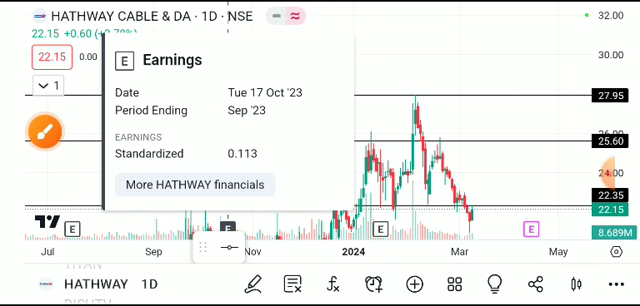 HATHWAY CABLE & DA · 1D · NSE
22.15 +0.60 (+2.78%)
22.15 0.00
1
E Earnings
Date Tue 17 Oct '23
Period Ending Sep '23
EARNINGS
Standardized 0.113
More HATHWAY financials
32.00
30.00
27.95
25.60
24.00
22.35
22.15
8.689M
E E E E
Jul Sep Nov 2024 Mar May
HATHWAY 1D